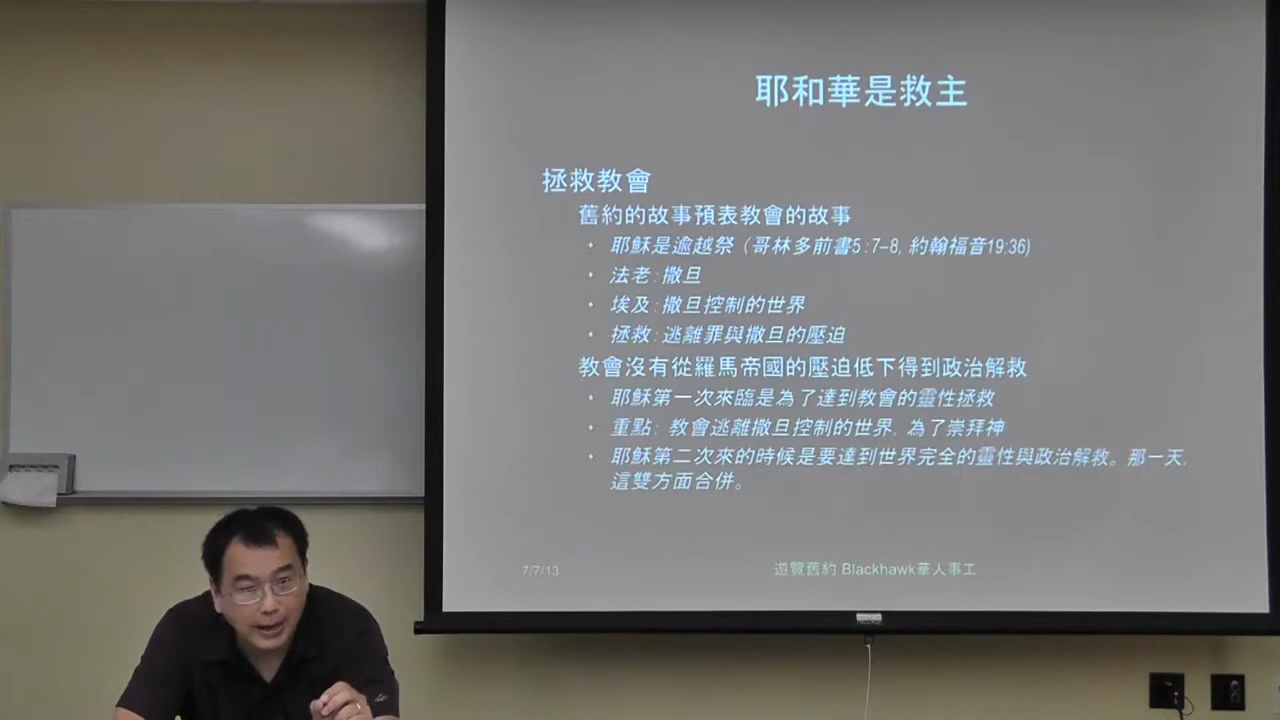 耶和華是救主
拯救教會
舊約的故事預表教會的故事
• 耶穌是逾越祭（哥林多前書5:7-8, 約翰福音19:36)
• 法老：撒旦
• 埃及：撒旦控制的世界
• 拯救：逃離罪與撒旦的壓迫
教會沒有從羅馬帝國的壓迫低下得到政治解救
• 耶穌第一次來臨是為了達到教會的靈性拯救
• 重點： 教會逃離撒旦控制的世界, 為了崇拜神
• 耶穌第二次來的時候是要達到世界完全的靈性與政治解救。那一天,
這雙方面合併。
7/7/13
遊覽舊約 Blackhawk華人事工